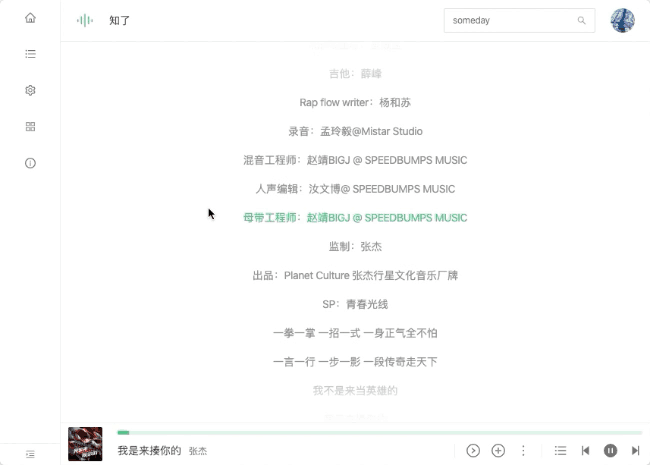 知了
someday
吉他：薛峰
Rap flow writer：杨和苏
录音：孟玲毅@Mistar Studio
混音工程师：赵靖BIGJ @ SPEEDBUMPS MUSIC
人声编辑：汝文博@ SPEEDBUMPS MUSIC
母带工程师：赵靖BIGJ @ SPEEDBUMPS MUSIC
监制：张杰
出品：Planet Culture 张杰行星文化音乐厂牌
SP：青春光线
一拳一掌 一招一式 一身正气全不怕
一言一行 一步一影 一段传奇走天下
我不是来当英雄的
我是来揍你的 张杰